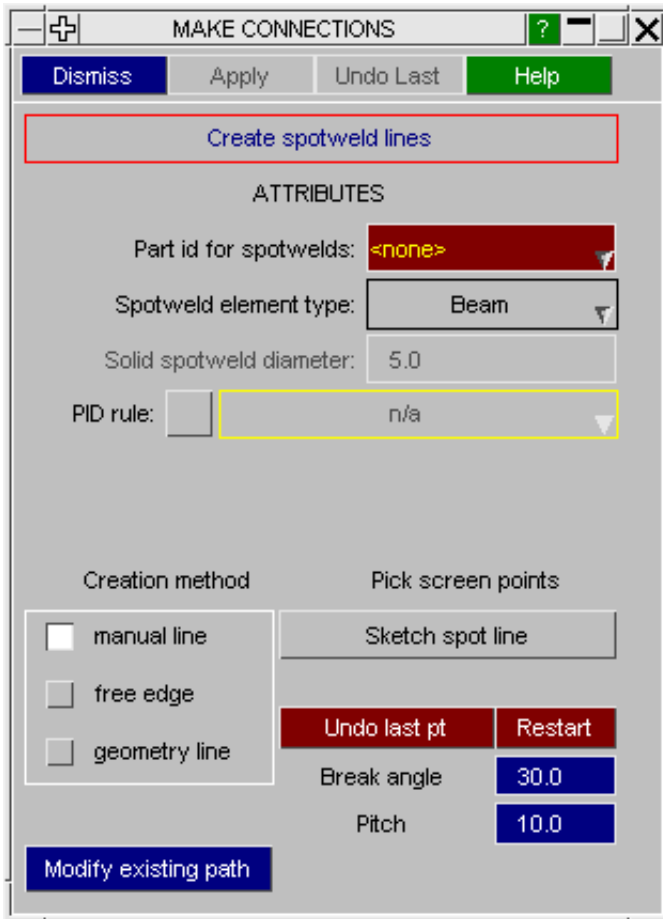 MAKE CONNECTIONS ?
Dismiss Apply Undo Last Help
Create spotweld lines
ATTRIBUTES
Part id for spotwelds: <none>
Spotweld element type: Beam
Solid spotweld diameter: 5.0
PID rule: n/a
Creation method Pick screen points
manual line Sketch spot line
free edge
Undo last pt Restart
geometry line
Break angle 30.0
Pitch 10.0
Modify existing path